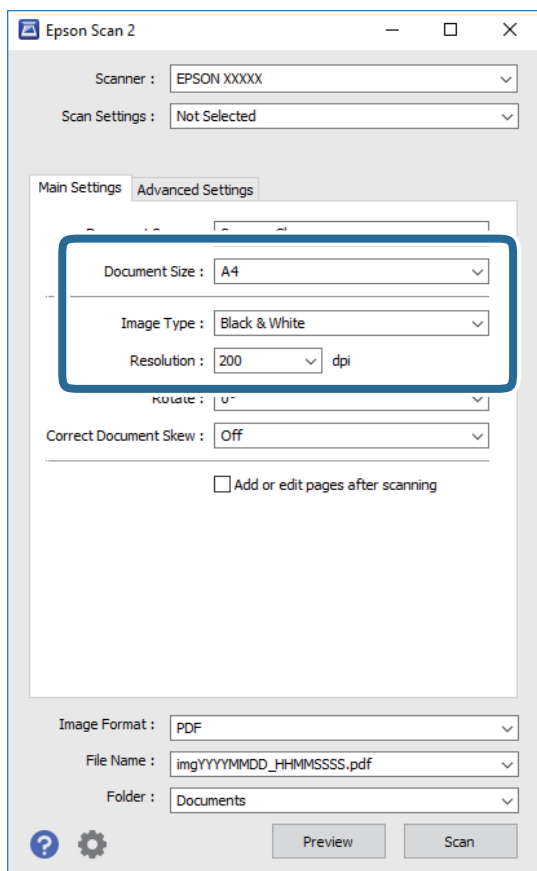 Epson Scan 2
Scanner : EPSON XXXXX
Scan Settings : Not Selected
Main Settings Advanced Settings
Document Size : A4
Image Type : Black & White
Resolution : 200 dpi
Rotate : 0°
Correct Document Skew : Off
Add or edit pages after scanning
Image Format : PDF
File Name : imgYYYYMMDD_HHMMSSSS.pdf
Folder : Documents
? Preview Scan